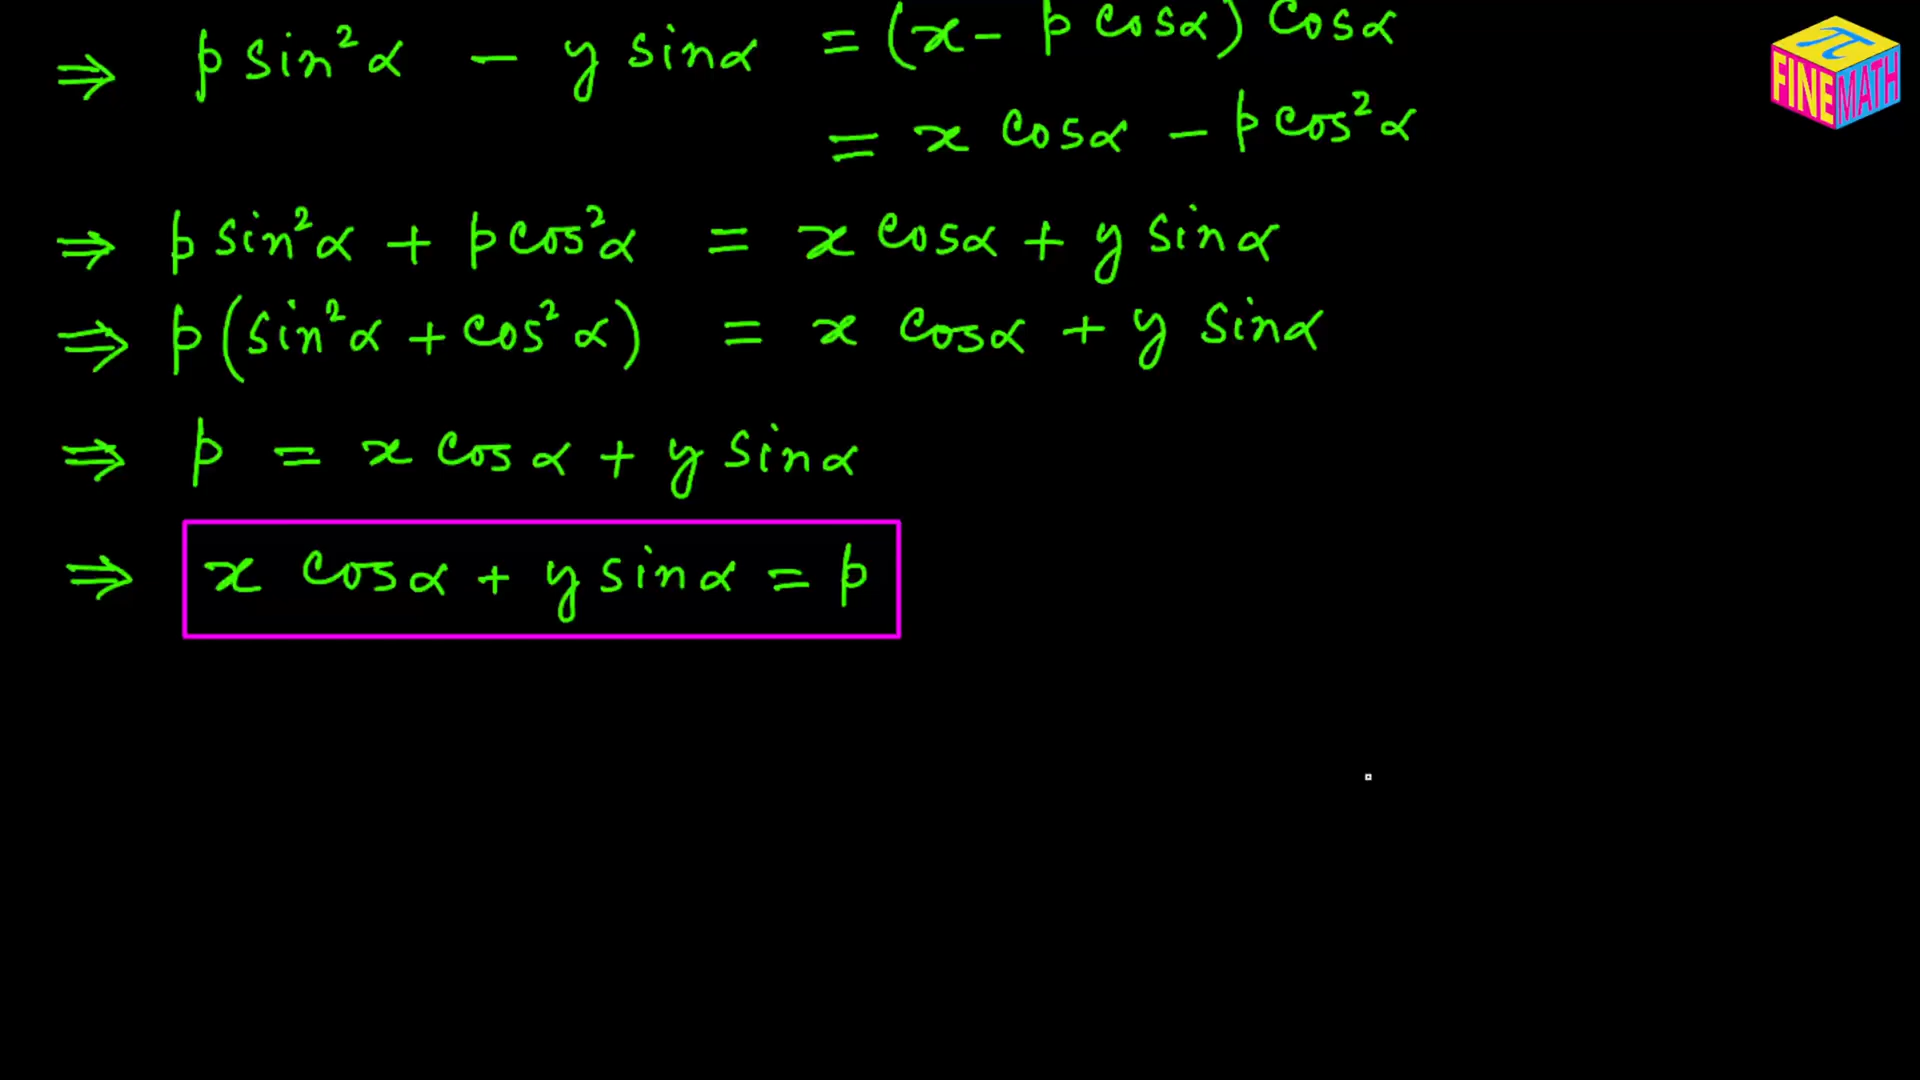 ⇒ p sin²α − y sinα = (x − p cosα) cosα
= x cosα − p cos²α
⇒ p sin²α + p cos²α = x cosα + y sinα
⇒ p(sin²α + cos²α) = x cosα + y sinα
⇒ p = x cosα + y sinα
⇒ x cosα + y sinα = p
π
FINE MATH